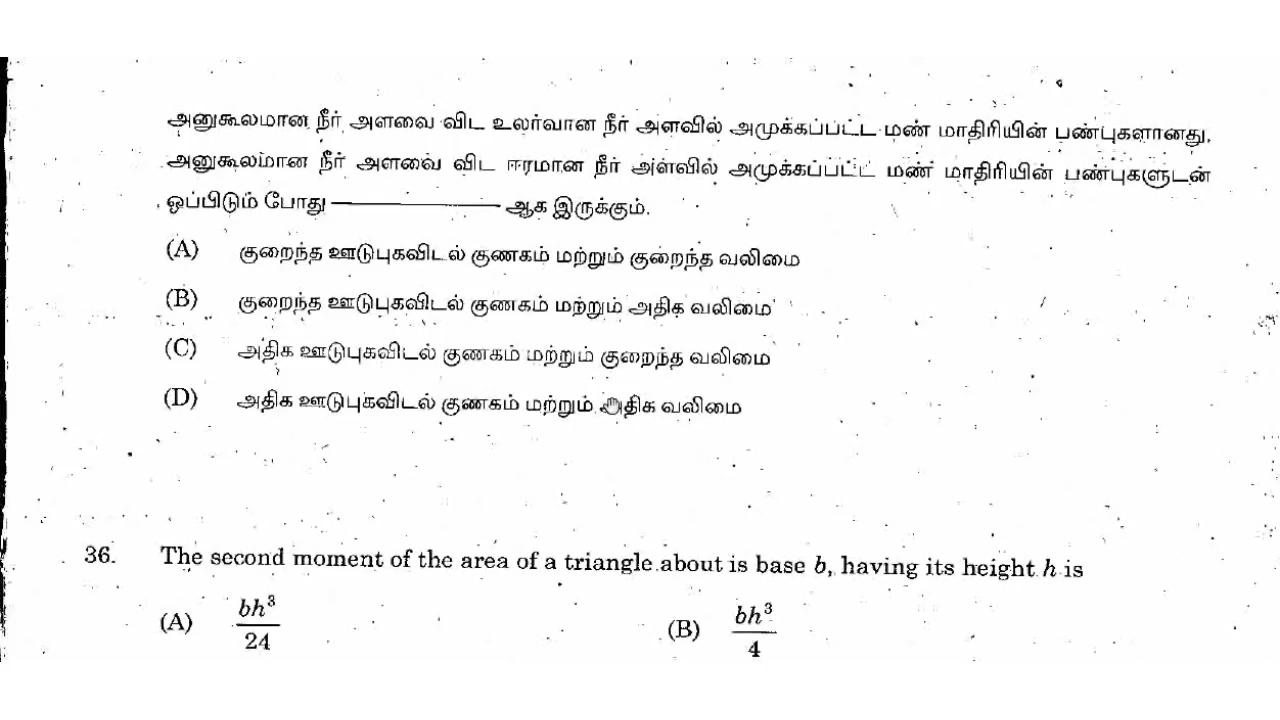 அனுகூலமான நீர் அளவை விட உலர்வான நீர் அளவில் அமுக்கப்பட்ட மண் மாதிரியின் பண்புகளானது,
அனுகூலமான நீர் அளவை விட ஈரமான நீர் அளவில் அமுக்கப்பட்ட மண் மாதிரியின் பண்புகளுடன்
ஒப்பிடும் போது ———————— ஆக இருக்கும்.
(A) குறைந்த ஊடுபுகவிடல் குணகம் மற்றும் குறைந்த வலிமை
(B) குறைந்த ஊடுபுகவிடல் குணகம் மற்றும் அதிக வலிமை
(C) அதிக ஊடுபுகவிடல் குணகம் மற்றும் குறைந்த வலிமை
(D) அதிக ஊடுபுகவிடல் குணகம் மற்றும் அதிக வலிமை
36. The second moment of the area of a triangle about is base b, having its height h is
(A) bh³/24 (B) bh³/4